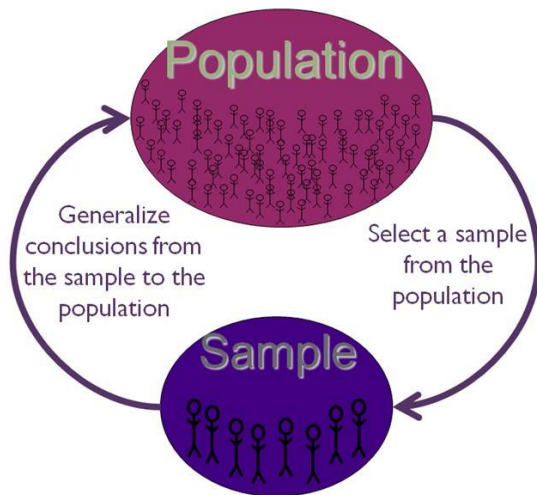 Population
Generalize
conclusions from
the sample to the
population
Select a sample
from the
population
Sample